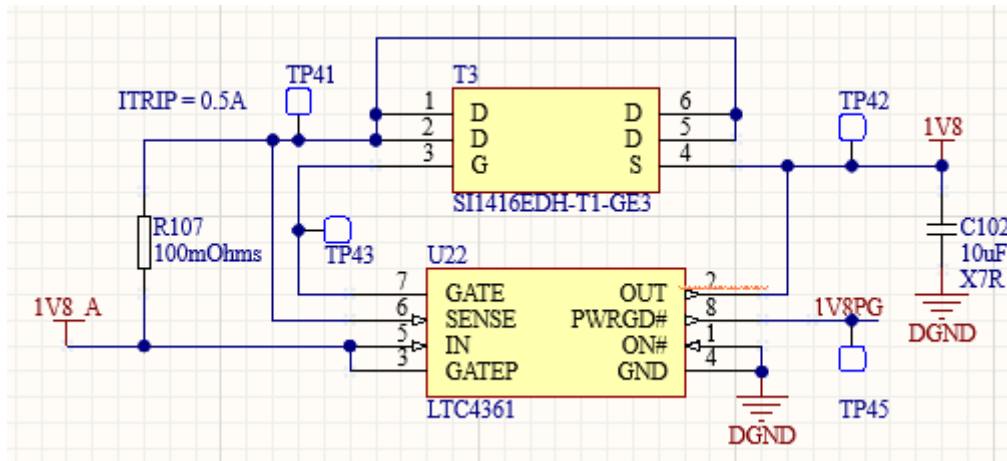 TP41
T3
TP42
ITRIP = 0.5A
1V8
1 D D 6
2 D D 5
3 G S 4
SI1416EDH-T1-GE3
R107
100mOhms
TP43
U22
C102
10uF
X7R
DGND
7 GATE OUT 2
6 SENSE PWRGD# 8
5 IN ON# 1
3 GATEP GND 4
1V8_A
1V8PG
LTC4361
TP45
DGND